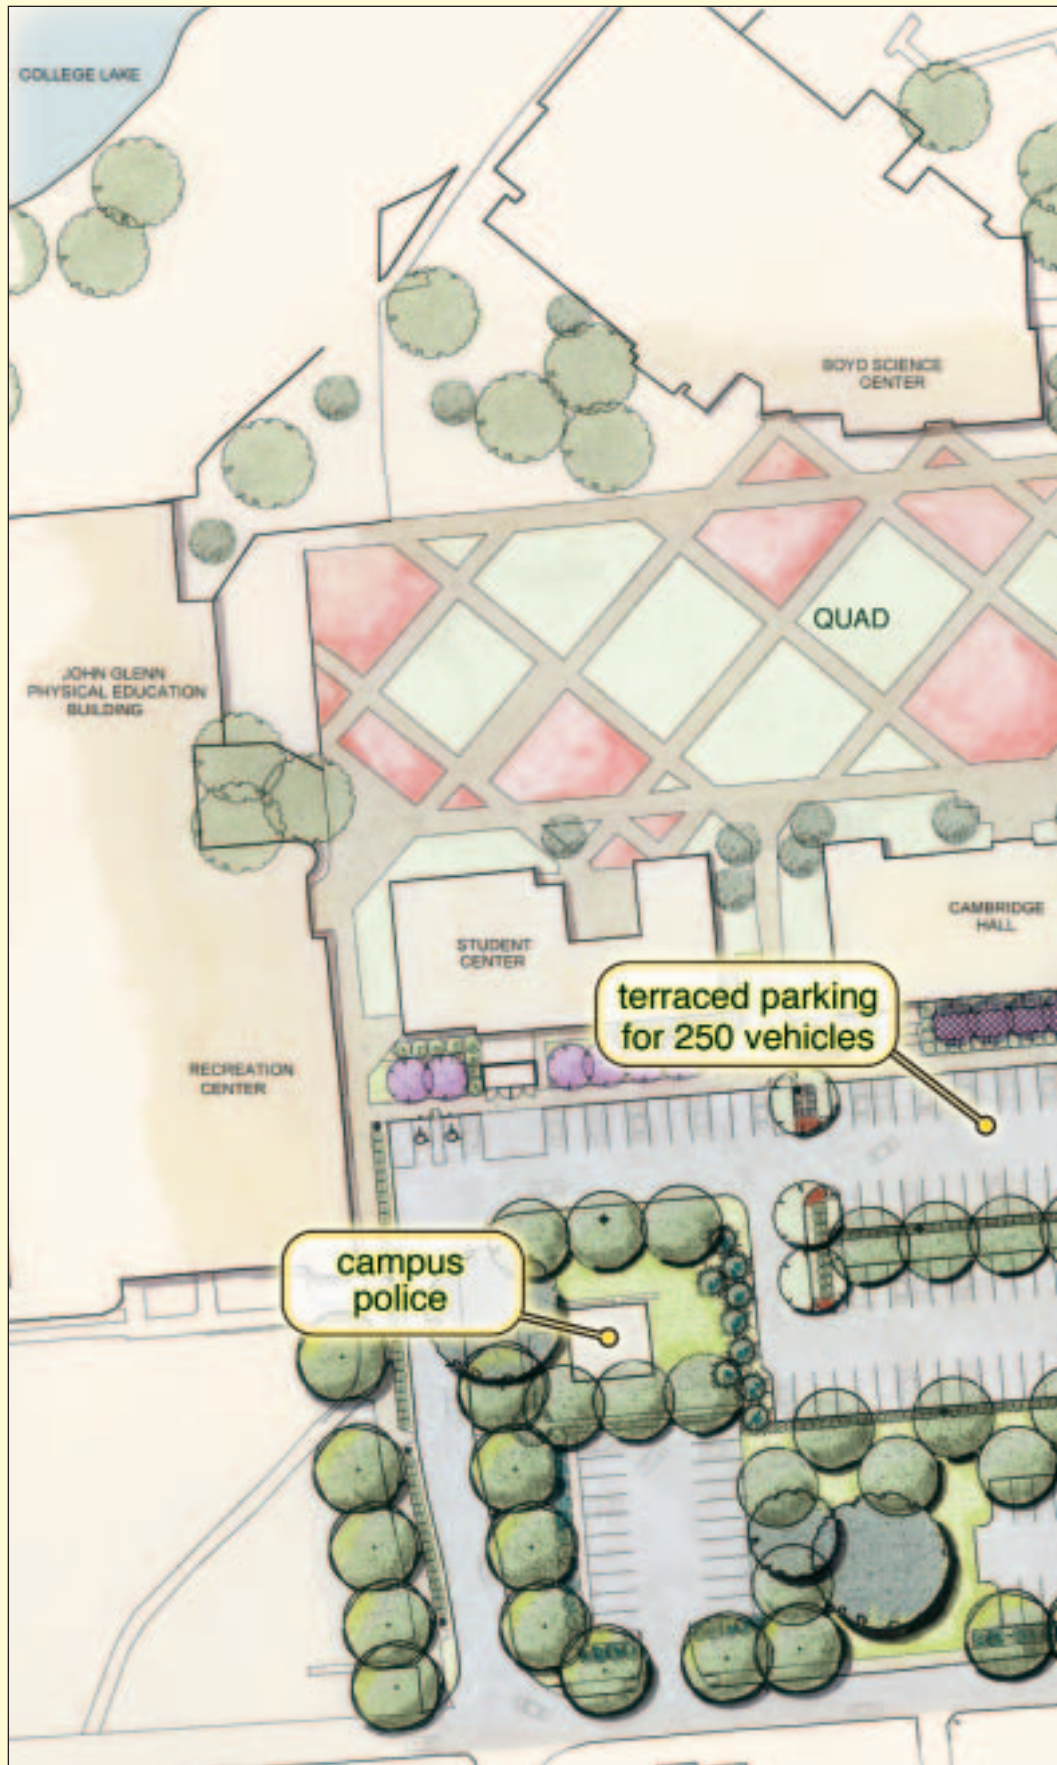 COLLEGE LAKE
BOYD SCIENCE
CENTER
QUAD
JOHN GLENN
PHYSICAL EDUCATION
BUILDING
CAMBRIDGE
HALL
STUDENT
CENTER
terraced parking
for 250 vehicles
RECREATION
CENTER
campus
police